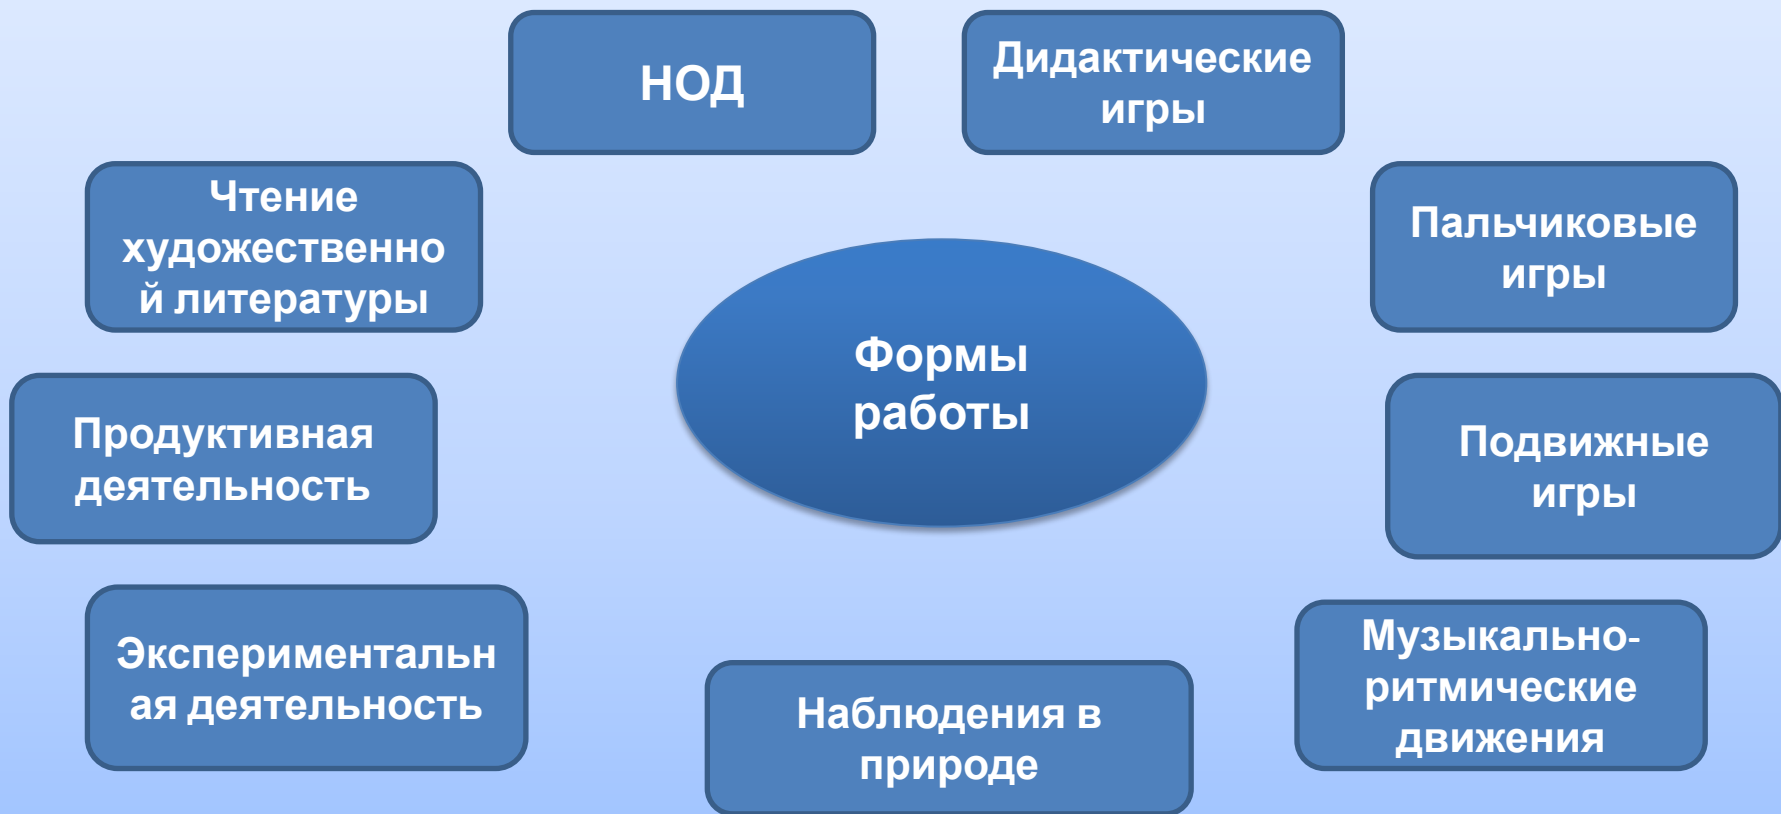 НОД
Дидактические
игры
Чтение
художественно
й литературы
Пальчиковые
игры
Формы
работы
Продуктивная
деятельность
Подвижные
игры
Экспериментальн
ая деятельность
Музыкально-
ритмические
движения
Наблюдения в
природе